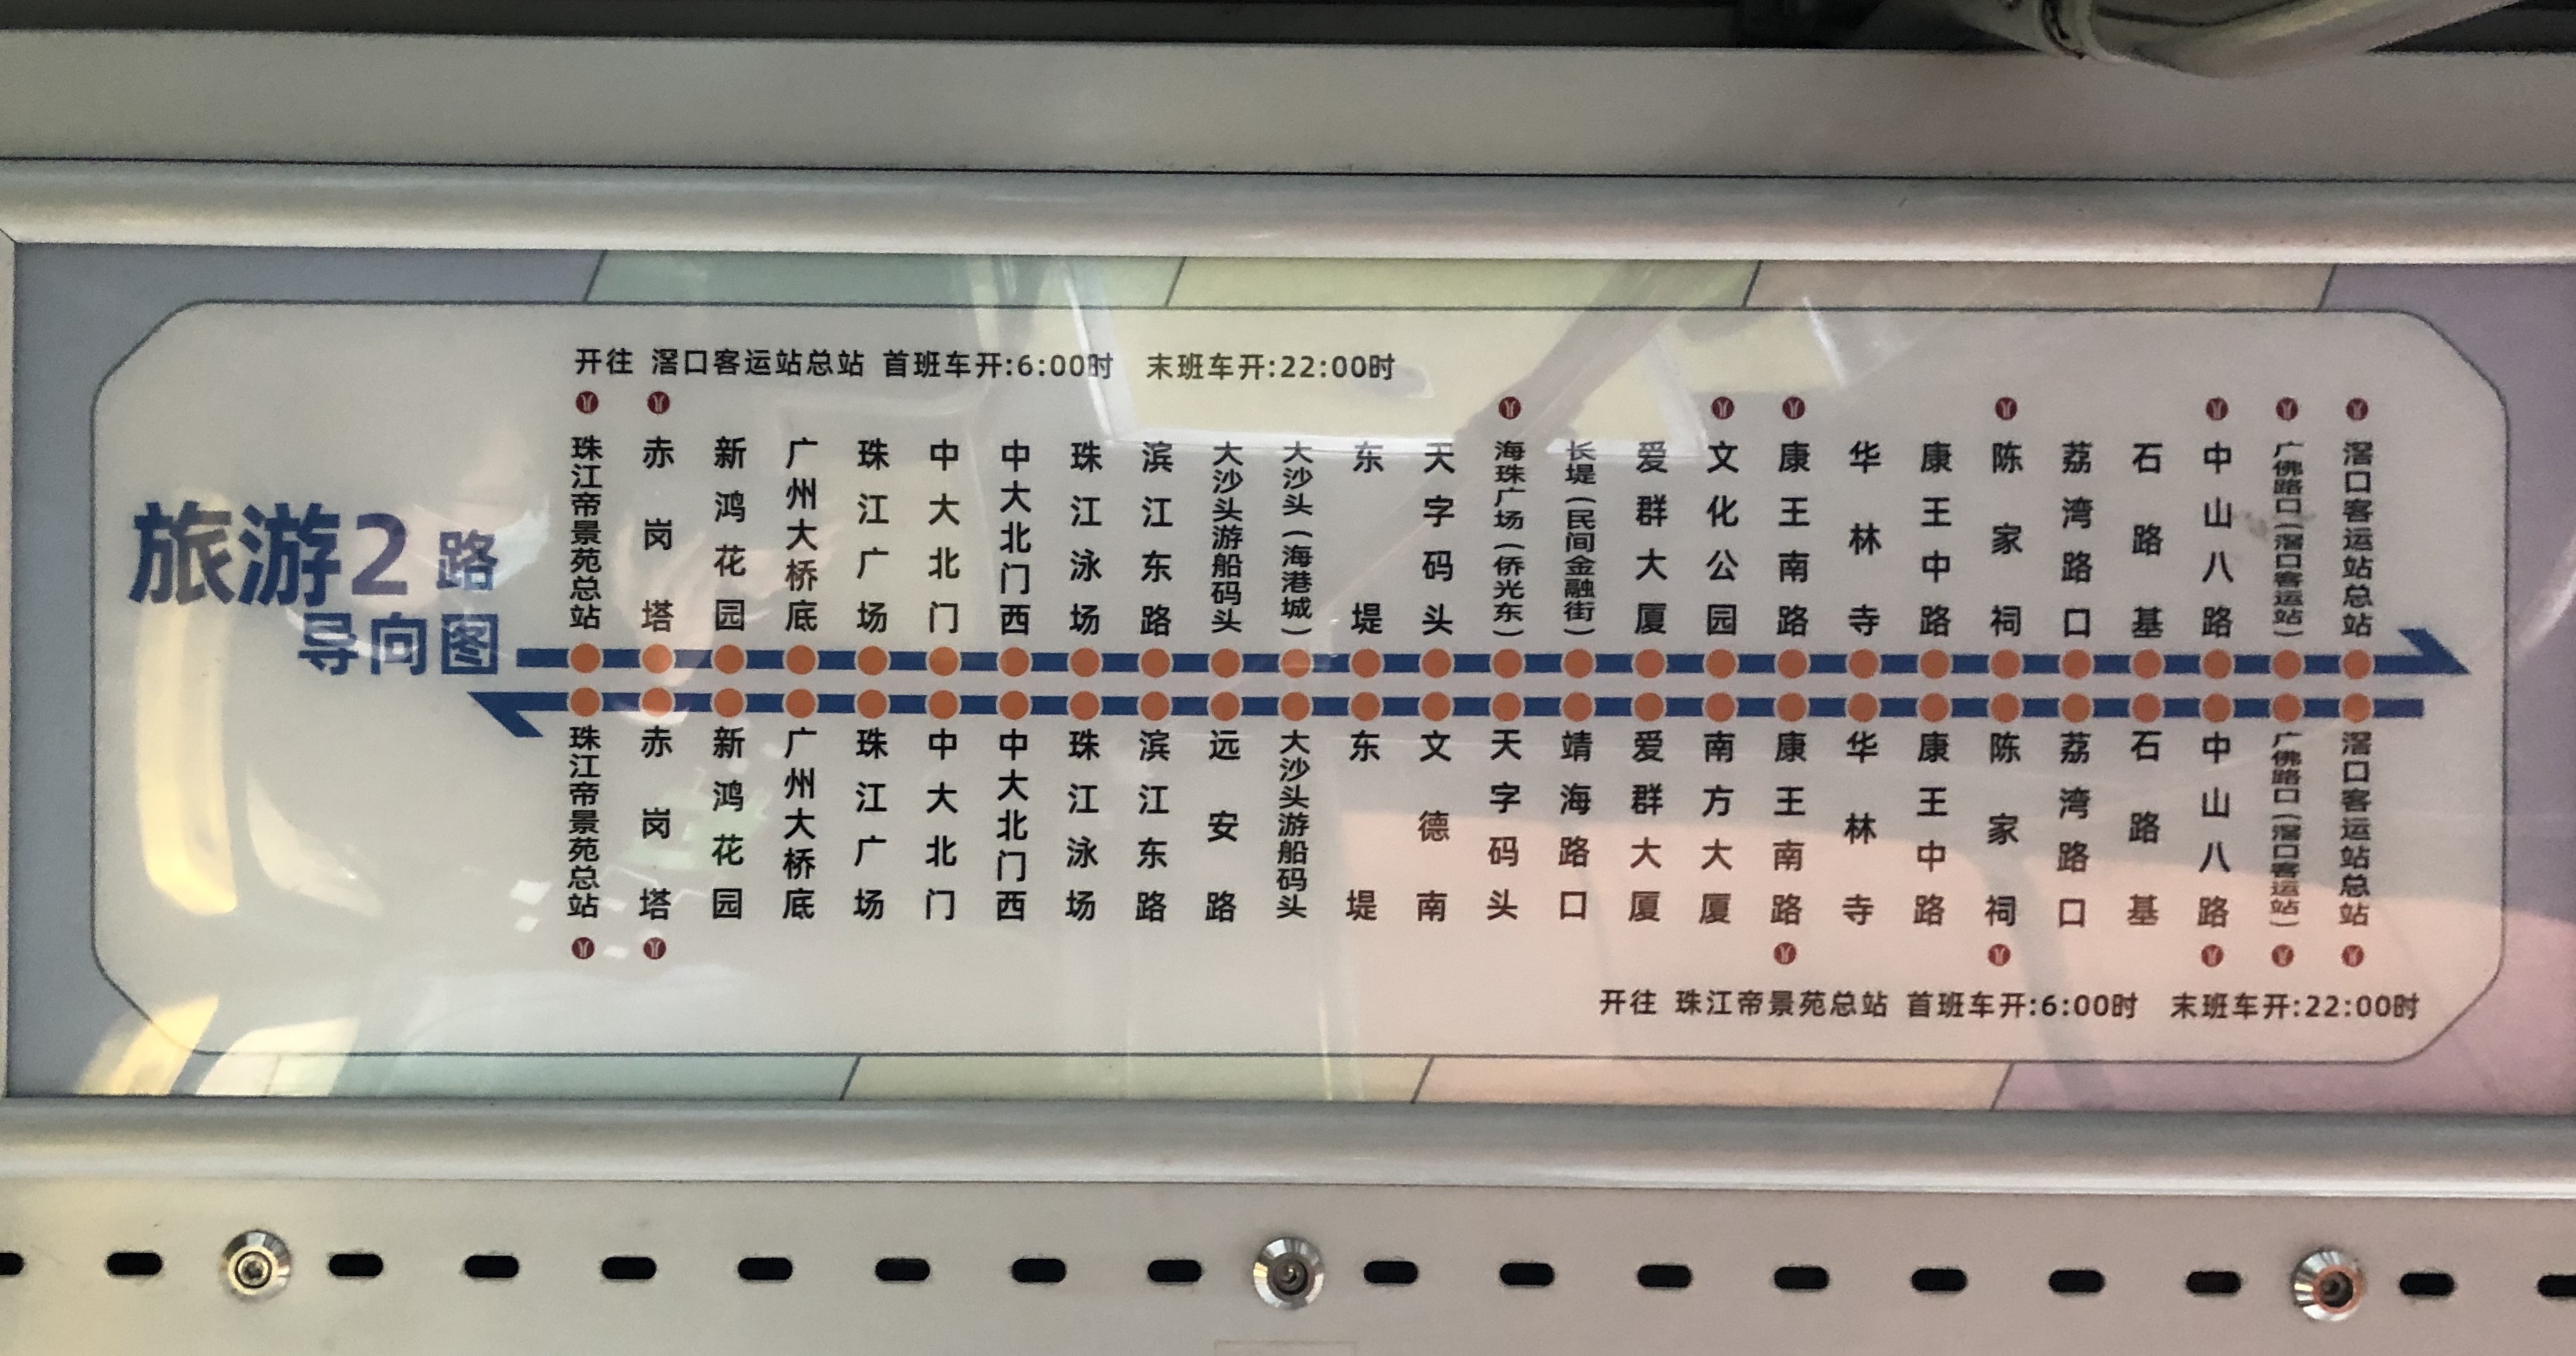 旅游2路
导向图
开往 滘口客运站总站 首班车开:6:00时 末班车开:22:00时
珠江帝景苑总站
赤岗塔
新鸿花园
广州大桥底
珠江广场
中大北门
中大北门西
珠江泳场
滨江东路
大沙头游船码头
大沙头(海港城)
东堤
天字码头
海珠广场(侨光东)
长堤(民间金融街)
爱群大厦
文化公园
康王南路
华林寺
康王中路
陈家祠
荔湾路口
石路基
中山八路
广佛路口(滘口客运站)
滘口客运站总站
珠江帝景苑总站
赤岗塔
新鸿花园
广州大桥底
珠江广场
中大北门
中大北门西
珠江泳场
滨江东路
远安路
大沙头游船码头
东堤
文德南
天字码头
靖海路口
爱群大厦
南方大厦
康王南路
华林寺
康王中路
陈家祠
荔湾路口
石路基
中山八路
广佛路口(滘口客运站)
滘口客运站总站
开往 珠江帝景苑总站 首班车开:6:00时 末班车开:22:00时